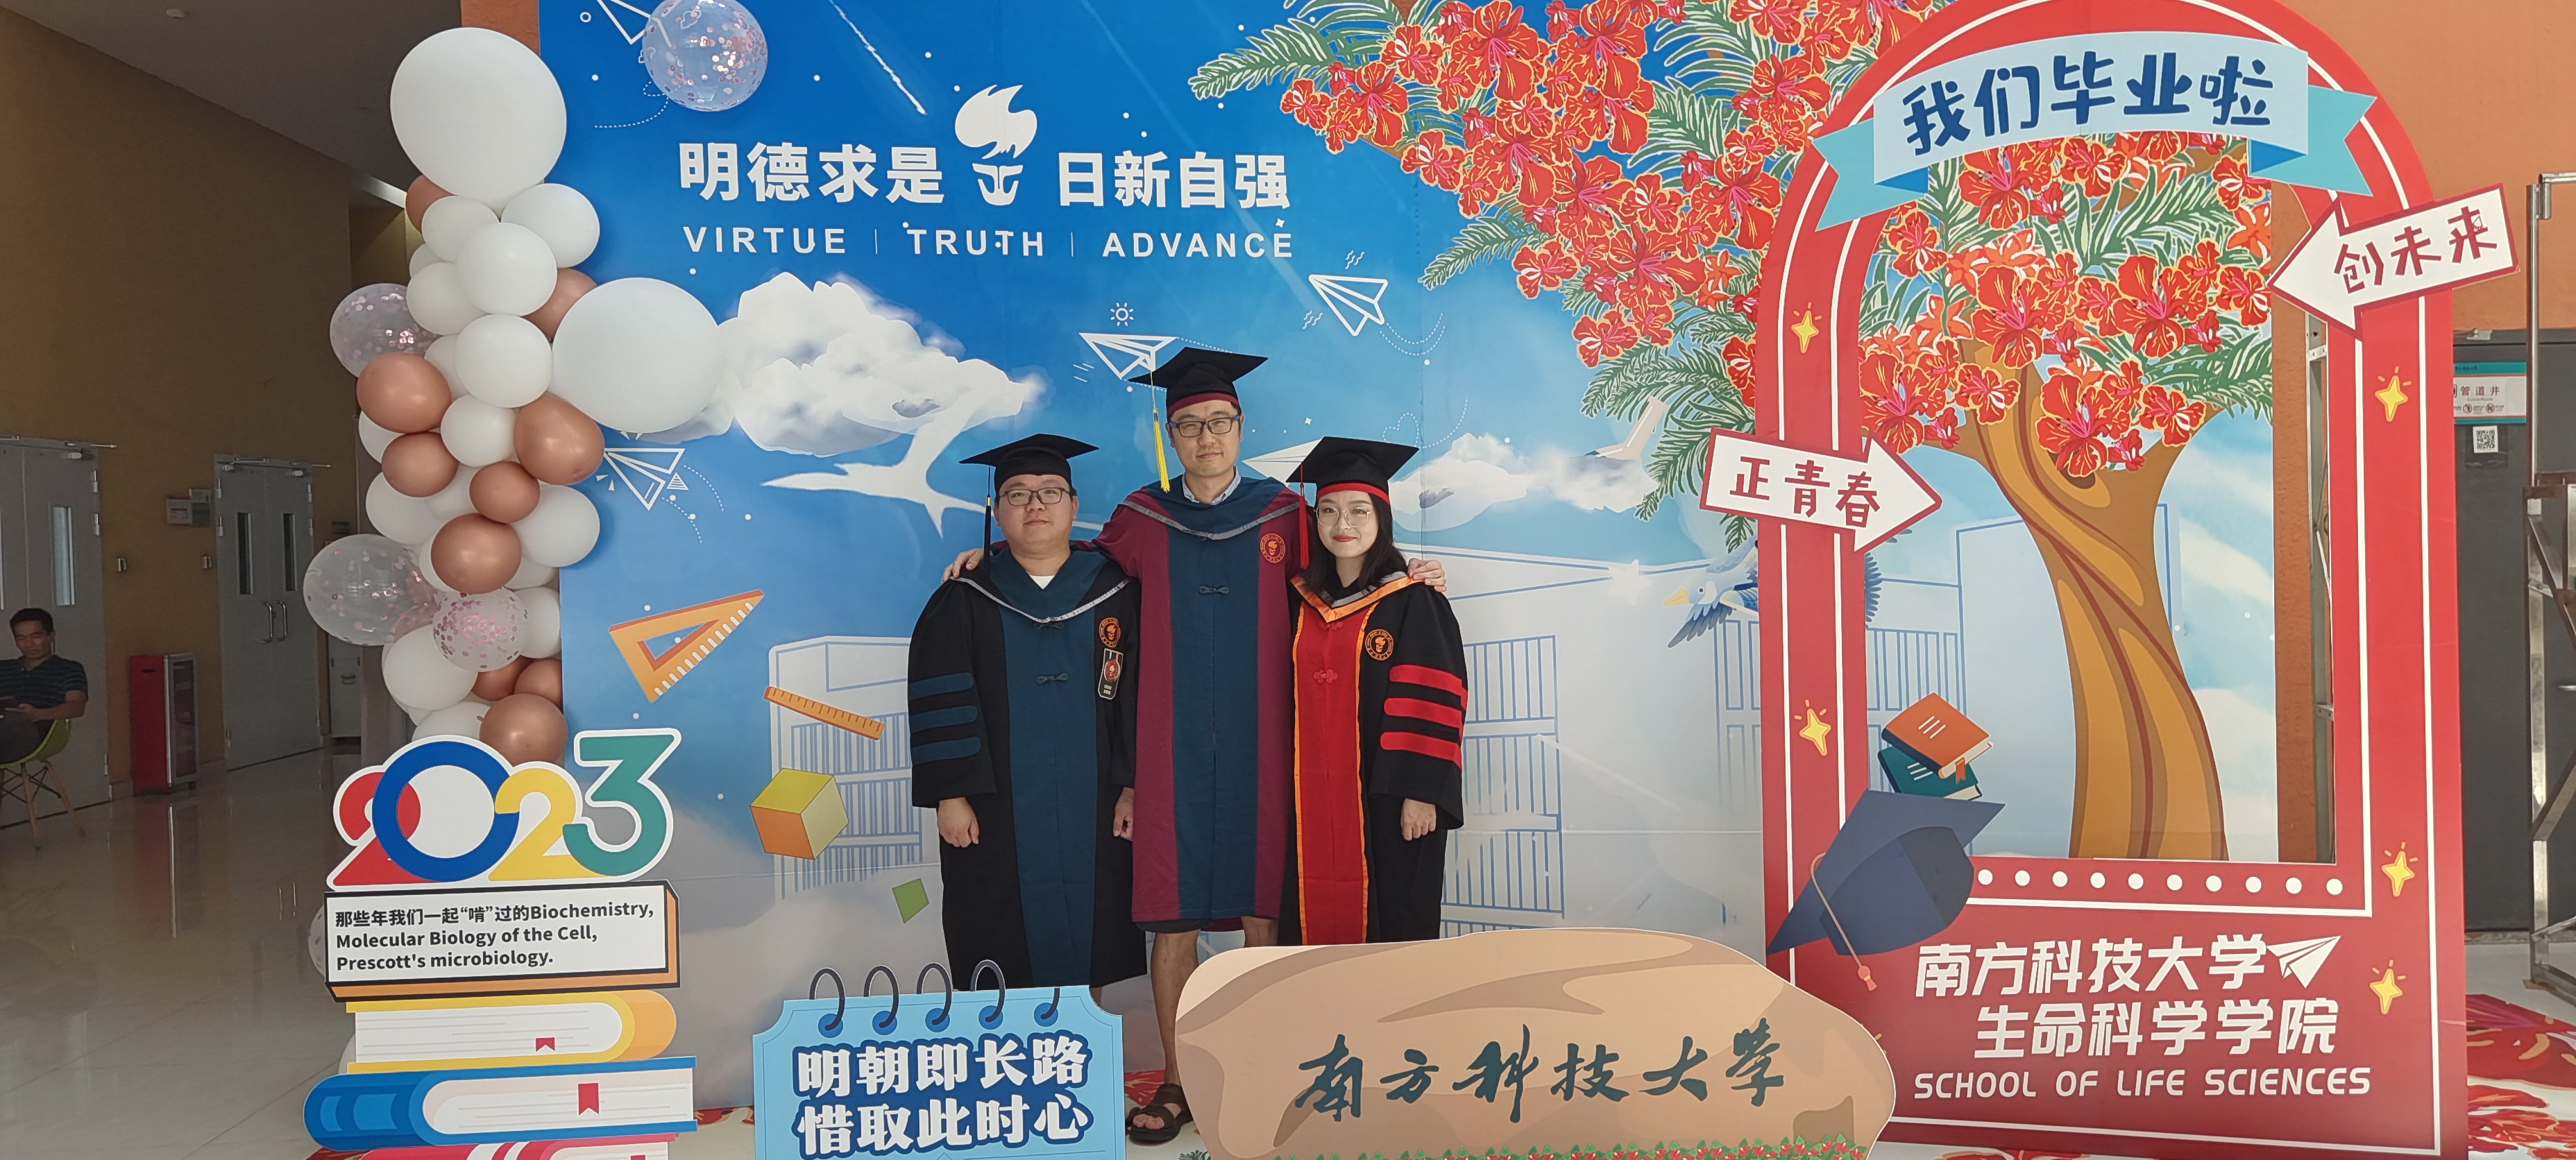 明德求是 日新自强
VIRTUE | TRUTH | ADVANCE
我们毕业啦
创未来
正青春
管道井
2023
那些年我们一起“啃”过的Biochemistry,
Molecular Biology of the Cell,
Prescott's microbiology.
明朝即长路
惜取此时心
南方科技大学
南方科技大学
生命科学学院
SCHOOL OF LIFE SCIENCES